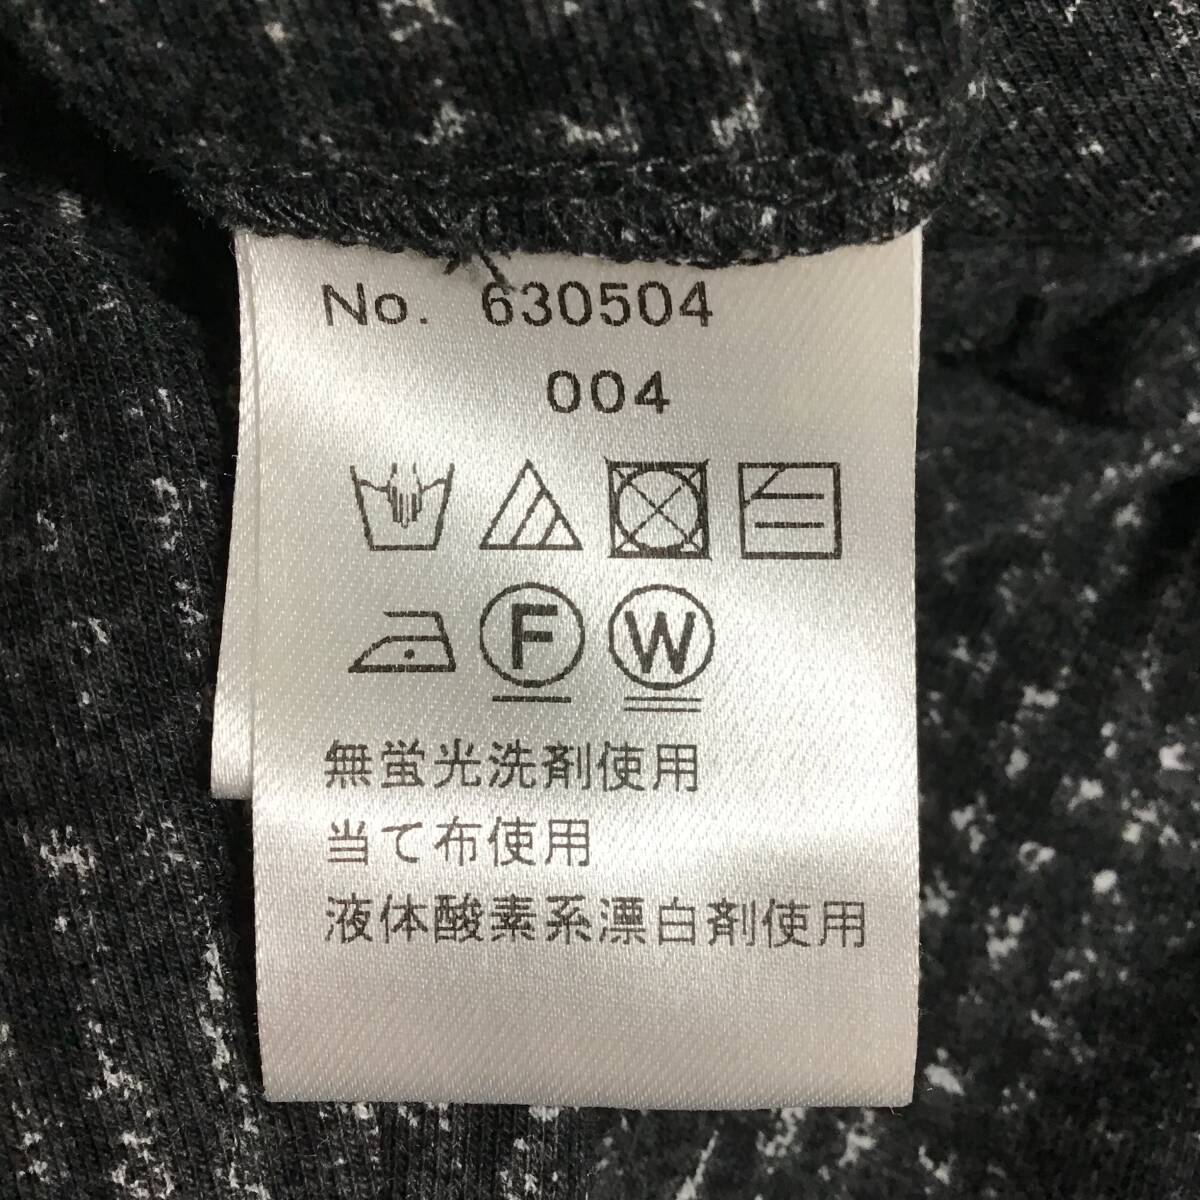 No. 630504
004
F W
無蛍光洗剤使用
当て布使用
液体酸素系漂白剤使用